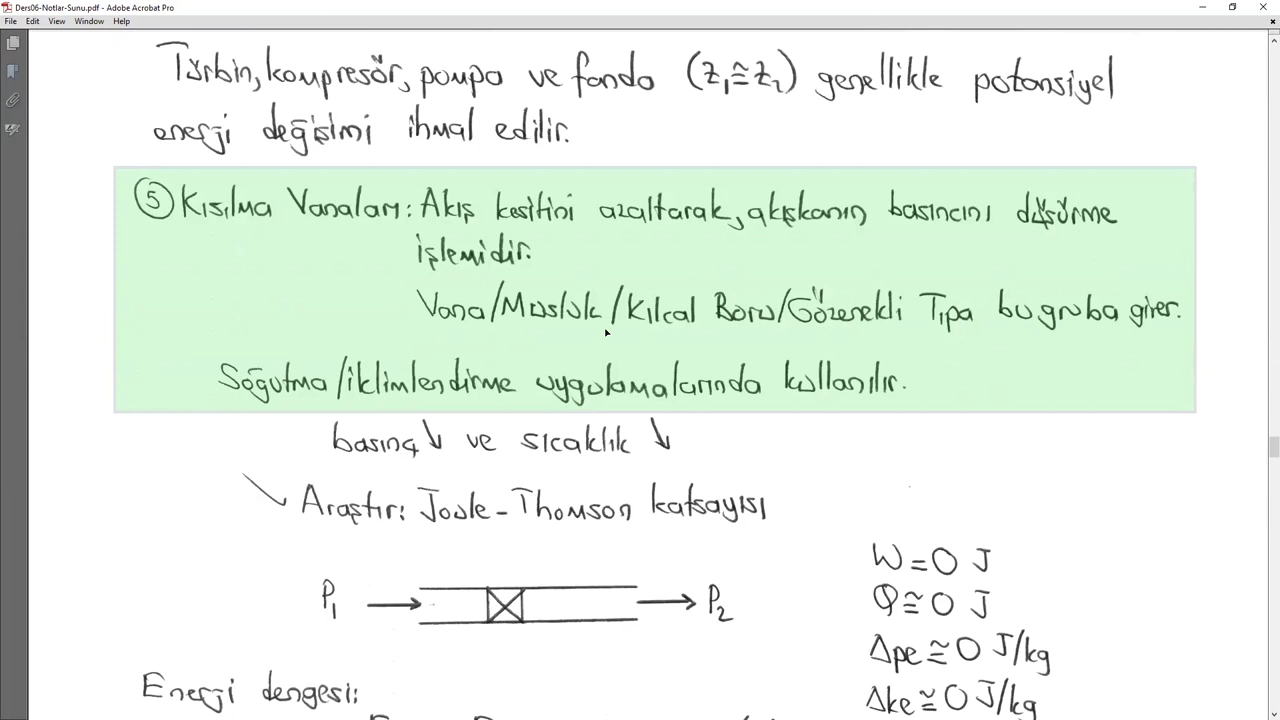 Ders06-Notlar-Sunu.pdf - Adobe Acrobat Pro
File Edit View Window Help
Türbin, kompresör, pompa ve fanda (z₁≅z₂) genellikle potansiyel
enerji değişimi ihmal edilir.
⑤ Kısılma Vanaları: Akış kesitini azaltarak, akışkanın basıncını düşürme
işlemidir.
Vana/Musluk/Kılcal Boru/Gözenekli Tıpa bu gruba girer.
Soğutma/iklimlendirme uygulamalarında kullanılır.
basınç↓ ve sıcaklık ↓
Araştır: Joule-Thomson katsayısı
P₁ → → P₂
W=0 J
Q≅0 J
Δpe≅0 J/kg
Δke≅0 J/kg
Enerji dengesi: